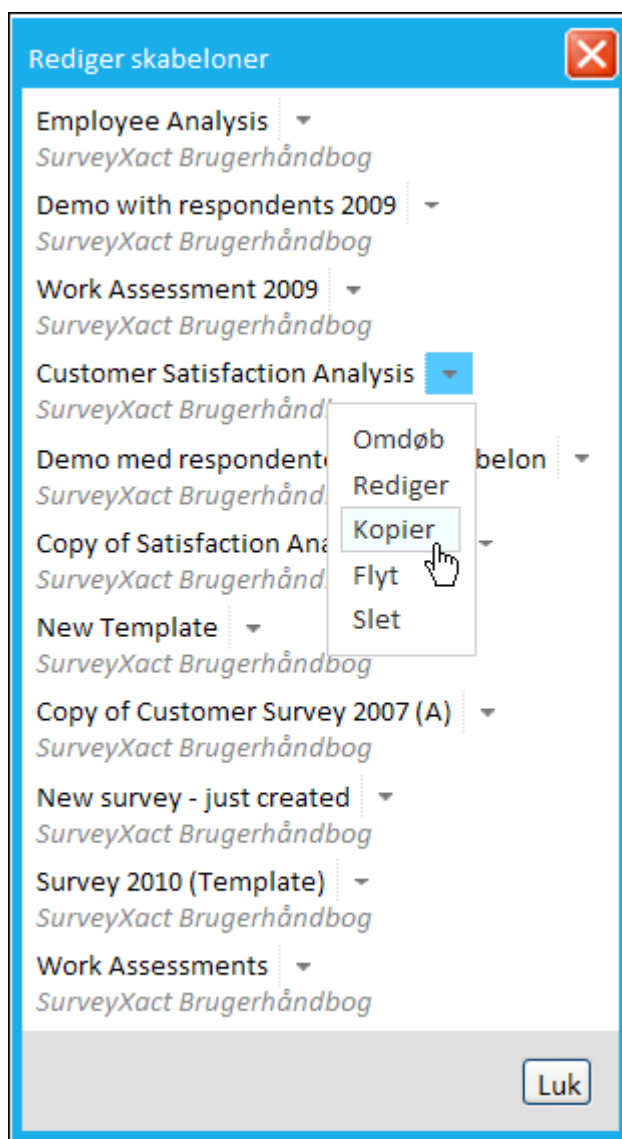 Rediger skabeloner
Employee Analysis
SurveyXact Brugerhåndbog
Demo with respondents 2009
SurveyXact Brugerhåndbog
Work Assessment 2009
SurveyXact Brugerhåndbog
Customer Satisfaction Analysis
SurveyXact Brugerhånd
Omdøb
Demo med respondent belon
Rediger
SurveyXact Brugerhånd
Kopier
Copy of Satisfaction Ana
SurveyXact Brugerhånd
Flyt
New Template
Slet
SurveyXact Brugerhåndbog
Copy of Customer Survey 2007 (A)
SurveyXact Brugerhåndbog
New survey - just created
SurveyXact Brugerhåndbog
Survey 2010 (Template)
SurveyXact Brugerhåndbog
Work Assessments
SurveyXact Brugerhåndbog
Luk